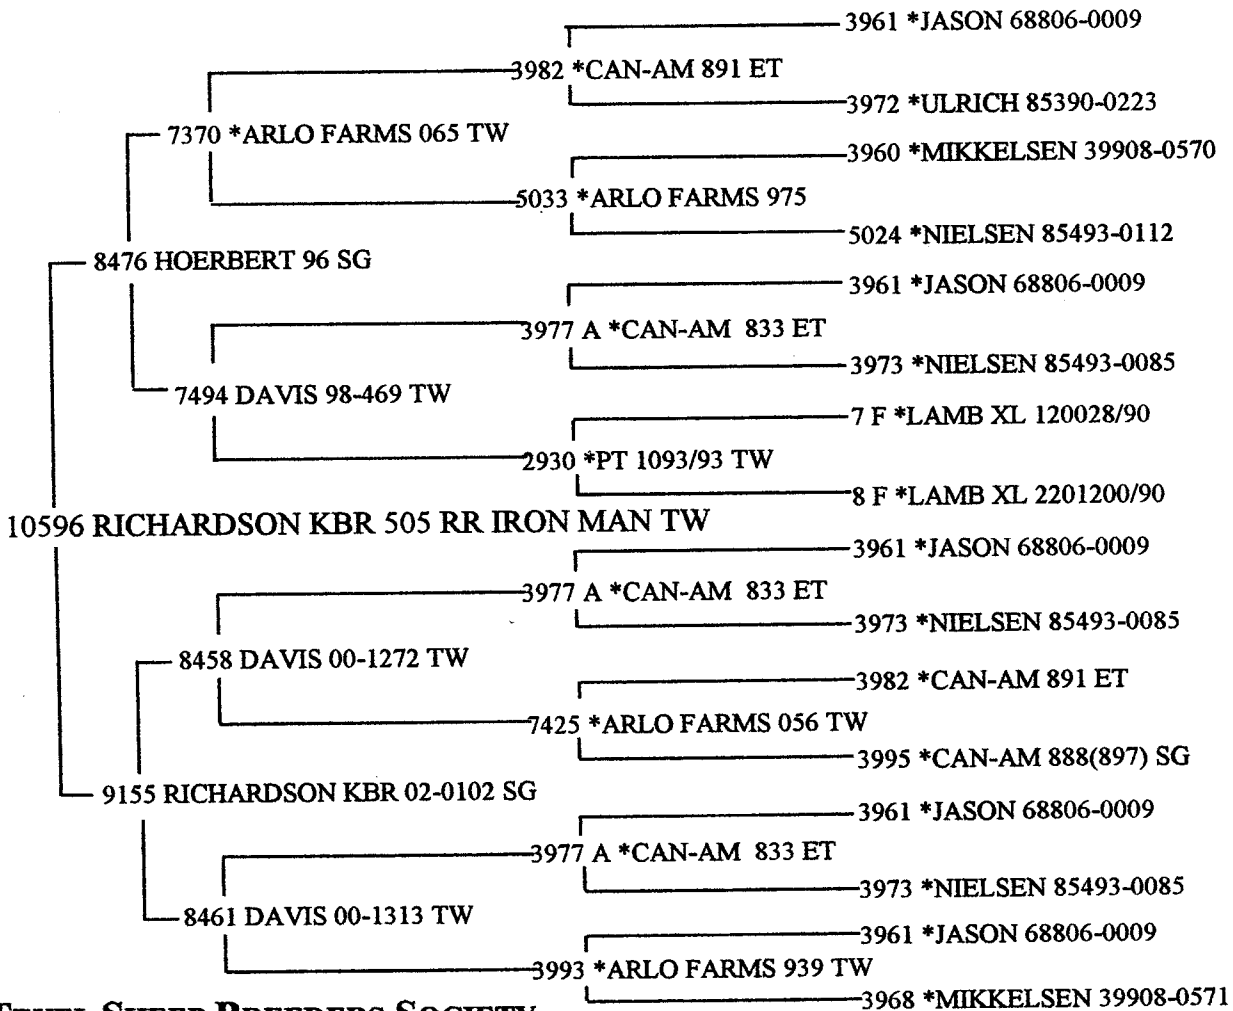 3961 *JASON 68806-0009
3982 *CAN-AM 891 ET
3972 *ULRICH 85390-0223
7370 *ARLO FARMS 065 TW
3960 *MIKKELSEN 39908-0570
5033 *ARLO FARMS 975
5024 *NIELSEN 85493-0112
8476 HOERBERT 96 SG
3961 *JASON 68806-0009
3977 A *CAN-AM 833 ET
3973 *NIELSEN 85493-0085
7494 DAVIS 98-469 TW
7 F *LAMB XL 120028/90
2930 *PT 1093/93 TW
8 F *LAMB XL 2201200/90
10596 RICHARDSON KBR 505 RR IRON MAN TW
3961 *JASON 68806-0009
3977 A *CAN-AM 833 ET
3973 *NIELSEN 85493-0085
8458 DAVIS 00-1272 TW
3982 *CAN-AM 891 ET
7425 *ARLO FARMS 056 TW
3995 *CAN-AM 888(897) SG
9155 RICHARDSON KBR 02-0102 SG
3961 *JASON 68806-0009
3977 A *CAN-AM 833 ET
3973 *NIELSEN 85493-0085
8461 DAVIS 00-1313 TW
3961 *JASON 68806-0009
3993 *ARLO FARMS 939 TW
3968 *MIKKELSEN 39908-0571
TEXEL SHEEP BREEDERS SOCIETY